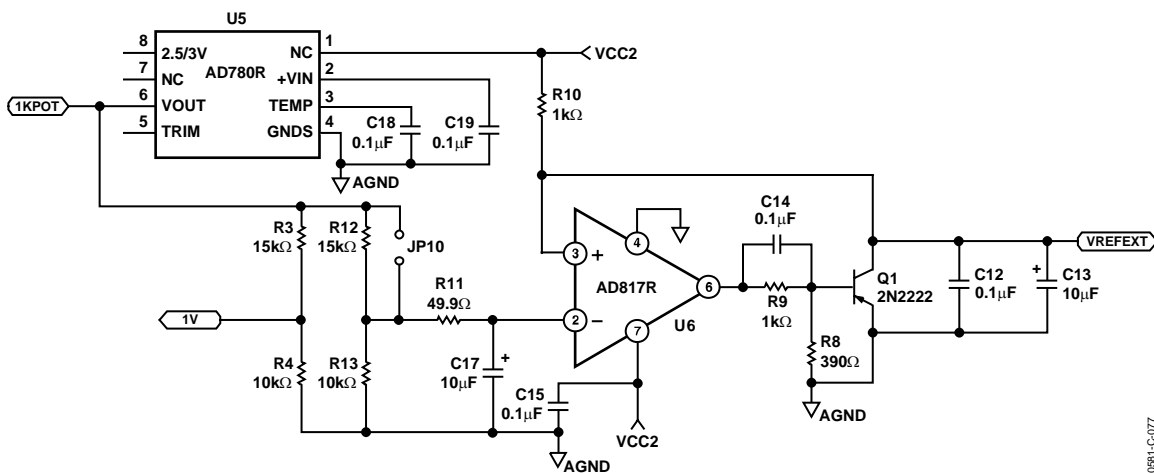 U5
8
2.5/3V
NC
1
VCC2
7
NC
AD780R
+VIN
2
1KPOT
6
VOUT
TEMP
3
5
TRIM
GNDS
4
C18
0.1μF
C19
0.1μF
R10
1kΩ
AGND
R3
15kΩ
R12
15kΩ
JP10
C14
0.1μF
4
3
+
VREFEXT
R11
49.9Ω
AD817R
6
Q1
2N2222
C12
0.1μF
+
C13
10μF
1V
2
–
R9
1kΩ
U6
7
R4
10kΩ
R13
10kΩ
C17
10μF
+
R8
390Ω
C15
0.1μF
AGND
VCC2
AGND
0581-C-077